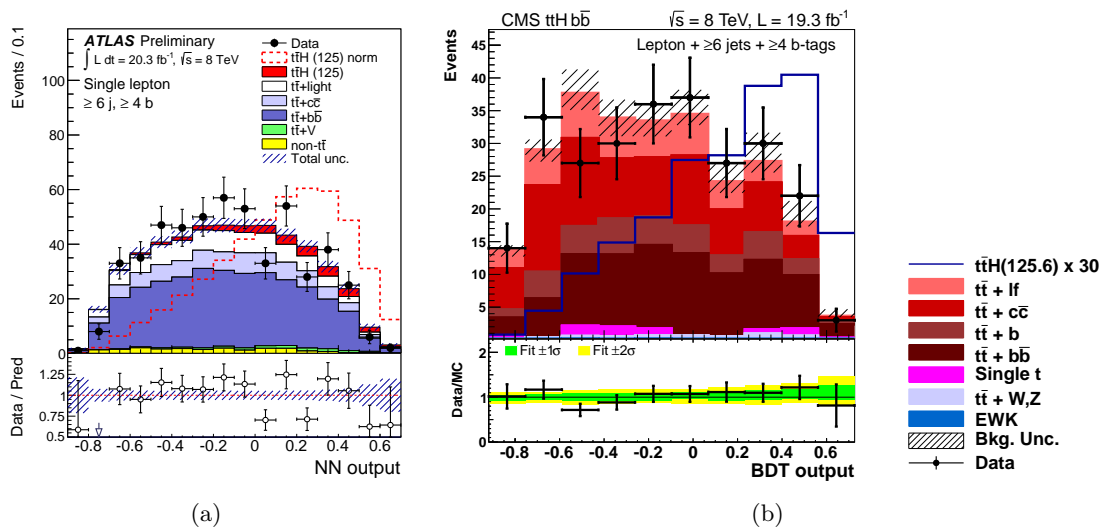 ATLAS Preliminary
∫ L dt = 20.3 fb⁻¹, √s = 8 TeV
Single lepton
≥ 6 j, ≥ 4 b
Data
tt̄H (125) norm
tt̄H (125)
tt̄+light
tt̄+cc̄
tt̄+bb̄
tt̄+V
non-tt̄
Total unc.
Events / 0.1
100
80
60
40
20
0
Data / Pred
1.25
1.0
0.75
0.5
-0.8 -0.6 -0.4 -0.2 0 0.2 0.4 0.6
NN output
(a)
CMS ttH bb̄
√s = 8 TeV, L = 19.3 fb⁻¹
Lepton + ≥6 jets + ≥4 b-tags
Events
45
40
35
30
25
20
15
10
5
Fit ±1σ
Fit ±2σ
Data/MC
2
1
0
-0.8 -0.6 -0.4 -0.2 0 0.2 0.4 0.6
BDT output
(b)
tt̄H(125.6) x 30
tt̄ + lf
tt̄ + cc̄
tt̄ + b
tt̄ + bb̄
Single t
tt̄ + W,Z
EWK
Bkg. Unc.
Data